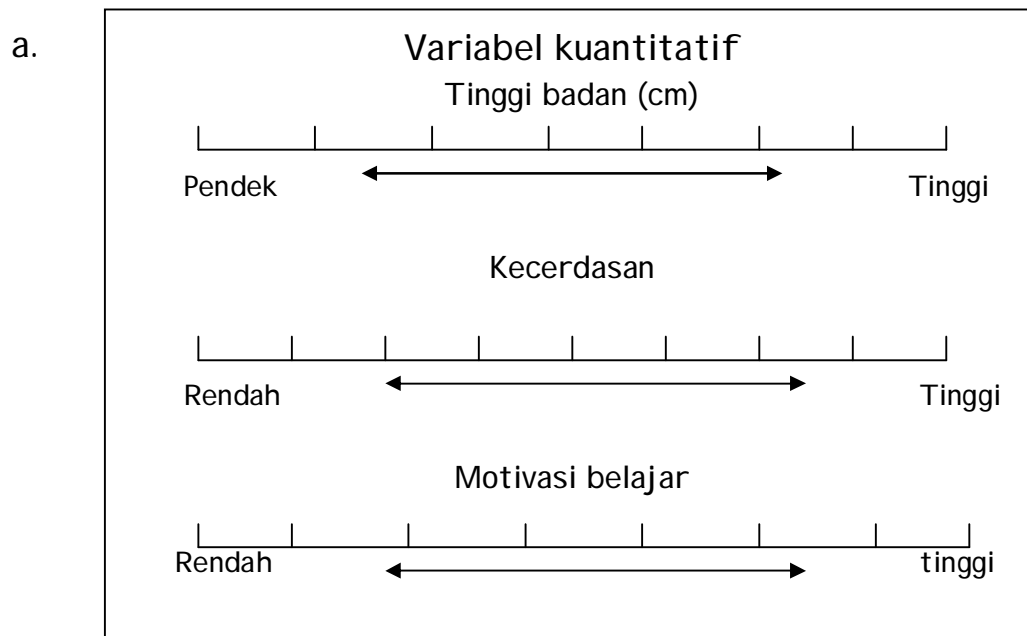 a.
Variabel kuantitatif
Tinggi badan (cm)
Pendek Tinggi
Kecerdasan
Rendah Tinggi
Motivasi belajar
Rendah tinggi